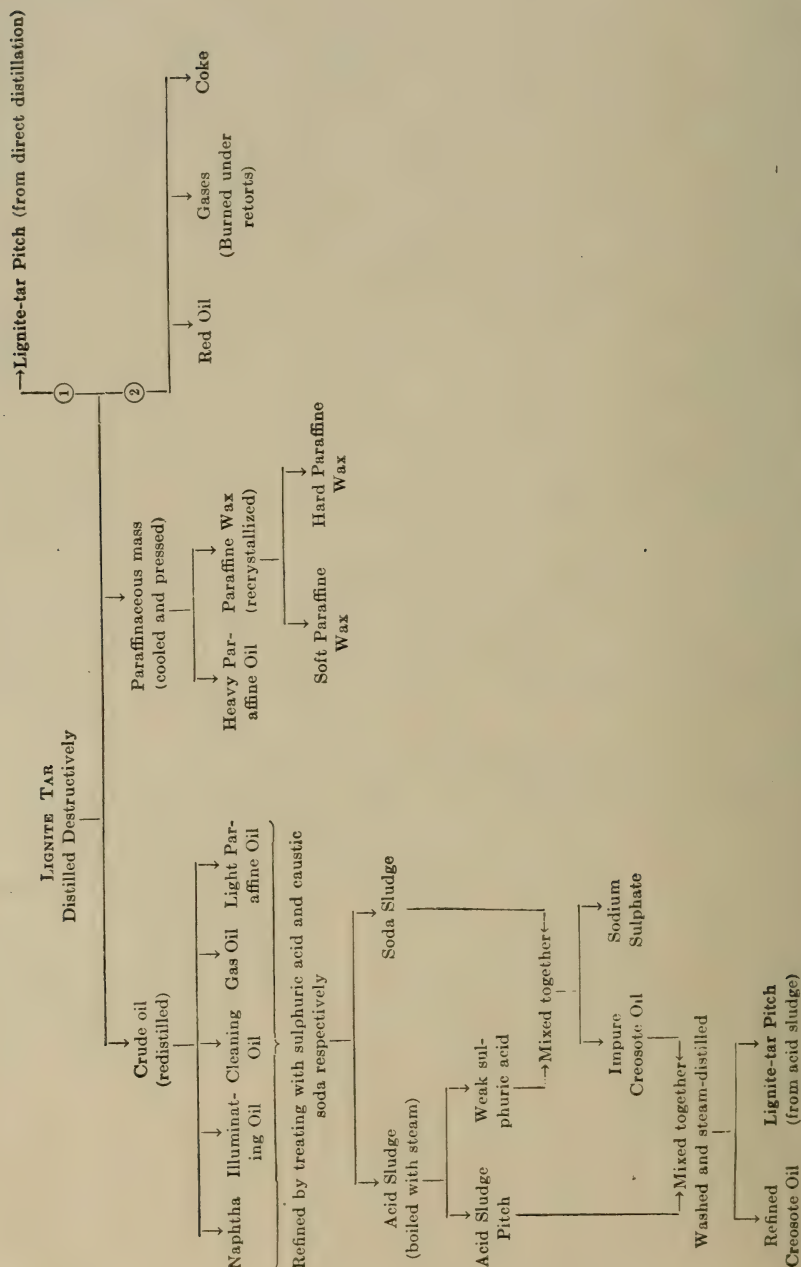 LIGNITE TAR
Distilled Destructively
→Lignite-tar Pitch (from direct distillation)
①
②
Crude oil
(redistilled)
Paraffinaceous mass
(cooled and pressed)
Red Oil
Gases
(Burned under
retorts)
Coke
Naphtha
Illuminat-
ing Oil
Cleaning
Oil
Gas Oil
Light Par-
affine Oil
Heavy Par-
affine Oil
Paraffine Wax
(recrystallized)
Soft Paraffine
Wax
Hard Paraffine
Wax
Refined by treating with sulphuric acid and caustic
soda respectively
Acid Sludge
(boiled with steam)
Soda Sludge
Acid Sludge
Pitch
Weak sul-
phuric acid
→Mixed together←
Impure
Creosote Oil
Sodium
Sulphate
→Mixed together←
Washed and steam-distilled
Refined
Creosote Oil
Lignite-tar Pitch
(from acid sludge)